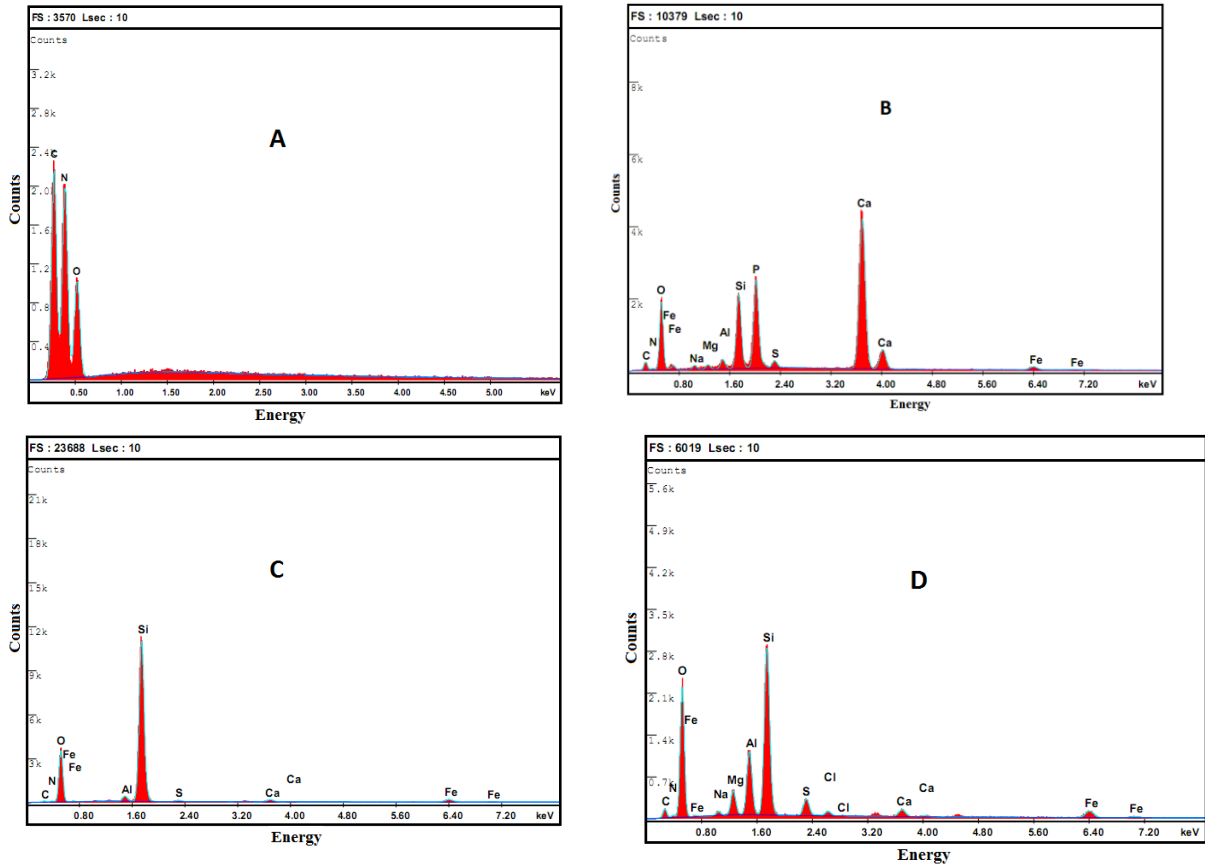 FS : 3570 Lsec : 10
Counts
3.2k
2.8k
2.4k
2.0k
1.6k
1.2k
0.8k
0.4k
A
C
N
O
Counts
0.50 1.00 1.50 2.00 2.50 3.00 3.50 4.00 4.50 5.00 keV
Energy
FS : 10379 Lsec : 10
Counts
8k
6k
4k
2k
B
Ca
P
Si
O
Fe
Fe
N
C
Na
Mg
Al
S
Ca
Fe
Fe
Counts
0.80 1.60 2.40 3.20 4.00 4.80 5.60 6.40 7.20 keV
Energy
FS : 23688 Lsec : 10
Counts
21k
18k
15k
12k
9k
6k
3k
C
Si
O
Fe
Fe
N
C
Al
S
Ca
Ca
Fe
Fe
Counts
0.80 1.60 2.40 3.20 4.00 4.80 5.60 6.40 7.20 keV
Energy
FS : 6019 Lsec : 10
Counts
5.6k
4.9k
4.2k
3.5k
2.8k
2.1k
1.4k
0.7k
D
Si
O
Fe
Al
N
C
Fe
Na
Mg
S
Cl
Cl
Ca
Ca
Fe
Fe
Counts
0.80 1.60 2.40 3.20 4.00 4.80 5.60 6.40 7.20 keV
Energy